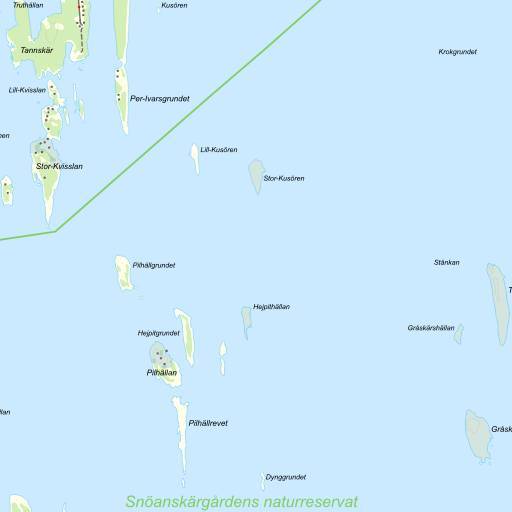 Truthällan
Kusören
Tannskär
Krokgrundet
Lill-Kvisslan
Per-Ivarsgrundet
Lill-Kusören
Stor-Kvisslan
Stor-Kusören
Pilhällgrundet
Stånkan
Hejpithällan
Hejpitgrundet
Gråskärshällan
Pilhällan
Pilhällrevet
Dynggrundet
Snöanskärgårdens naturreservat